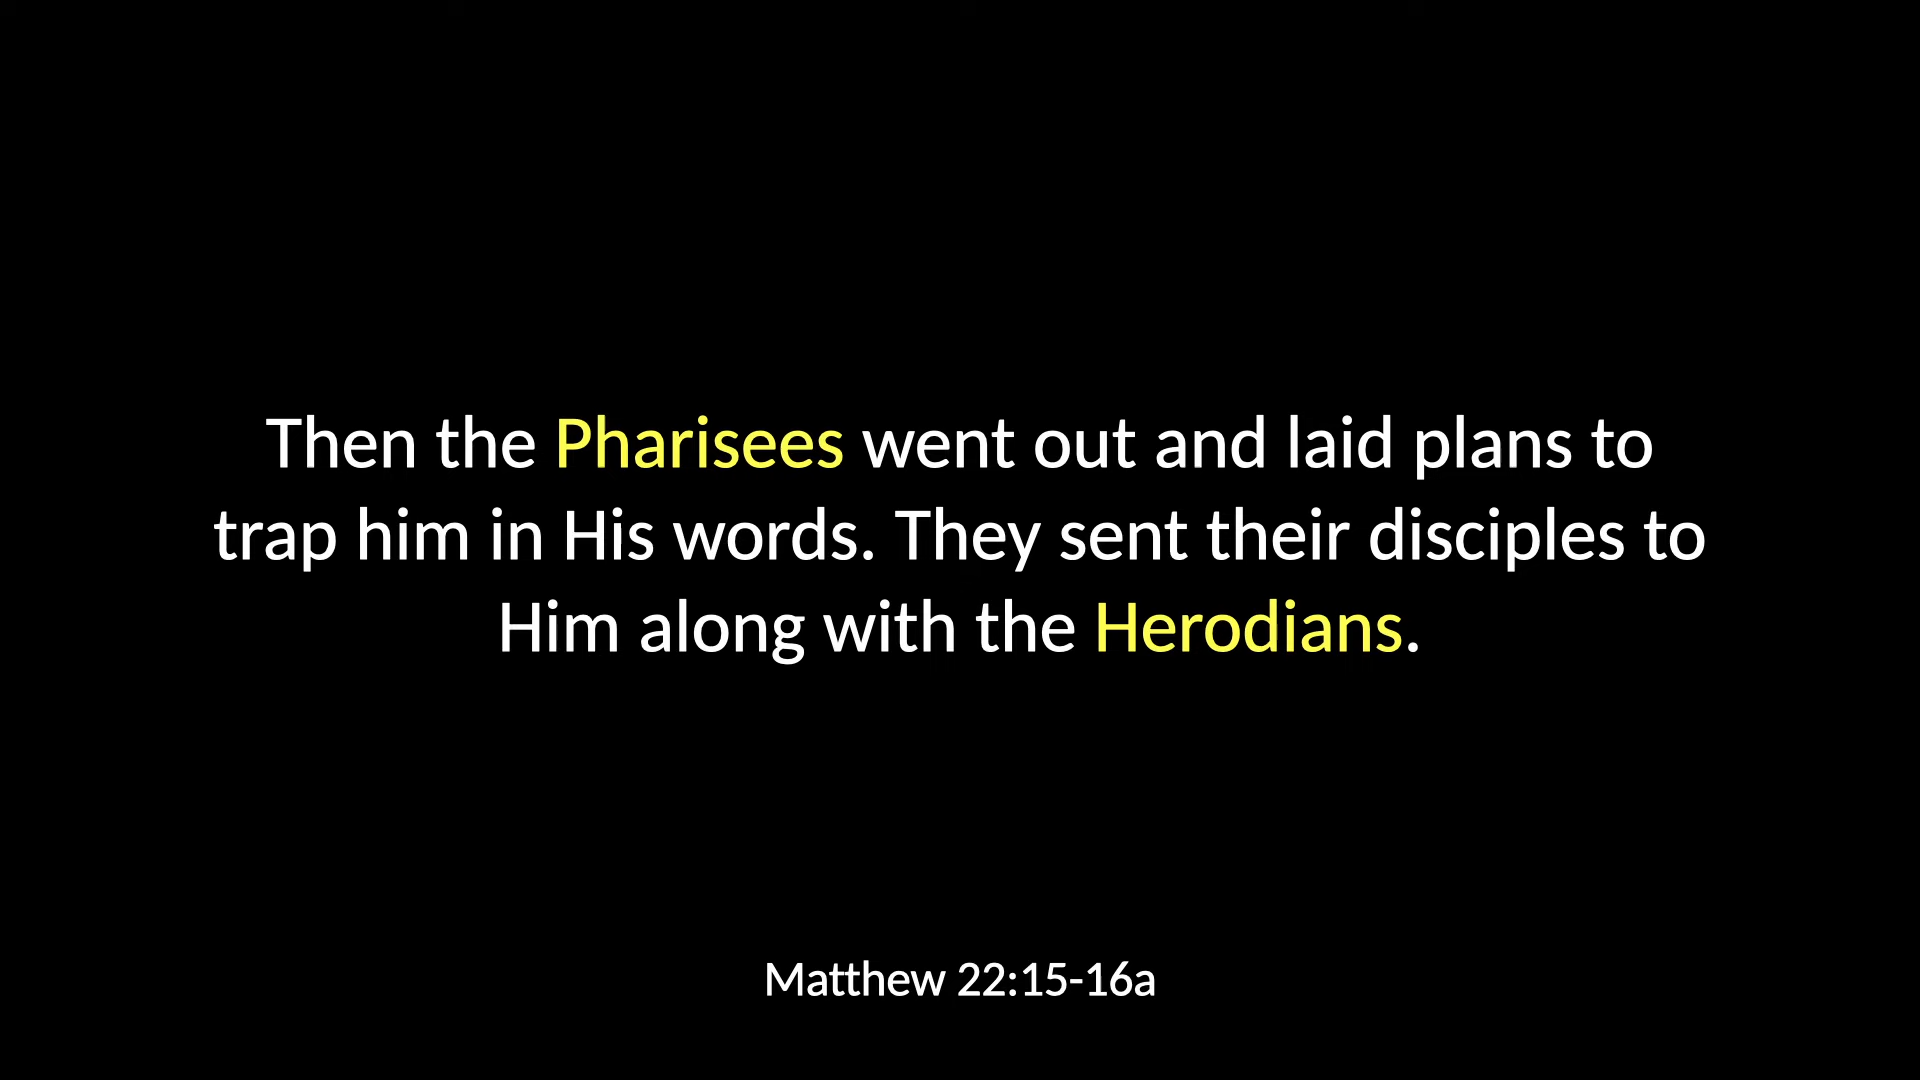 Then the Pharisees went out and laid plans to
trap him in His words. They sent their disciples to
Him along with the Herodians.
Matthew 22:15-16a